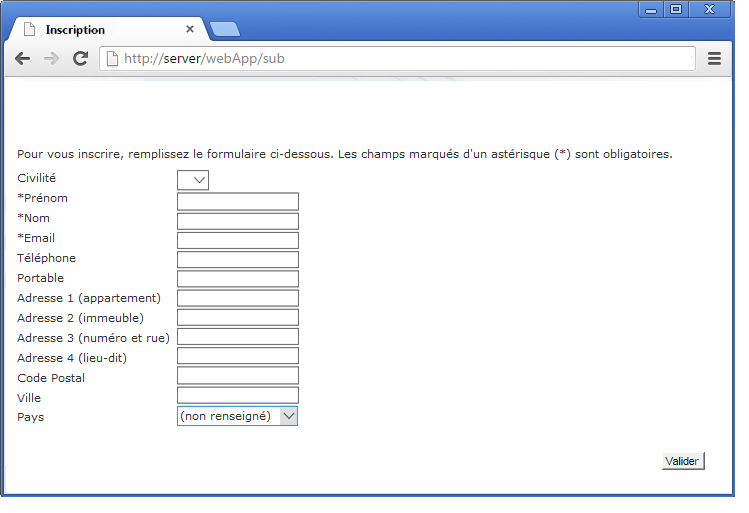 Inscription
http://server/webApp/sub
Pour vous inscrire, remplissez le formulaire ci-dessous. Les champs marqués d'un astérisque (*) sont obligatoires.
Civilité
*Prénom
*Nom
*Email
Téléphone
Portable
Adresse 1 (appartement)
Adresse 2 (immeuble)
Adresse 3 (numéro et rue)
Adresse 4 (lieu-dit)
Code Postal
Ville
Pays (non renseigné)
Valider